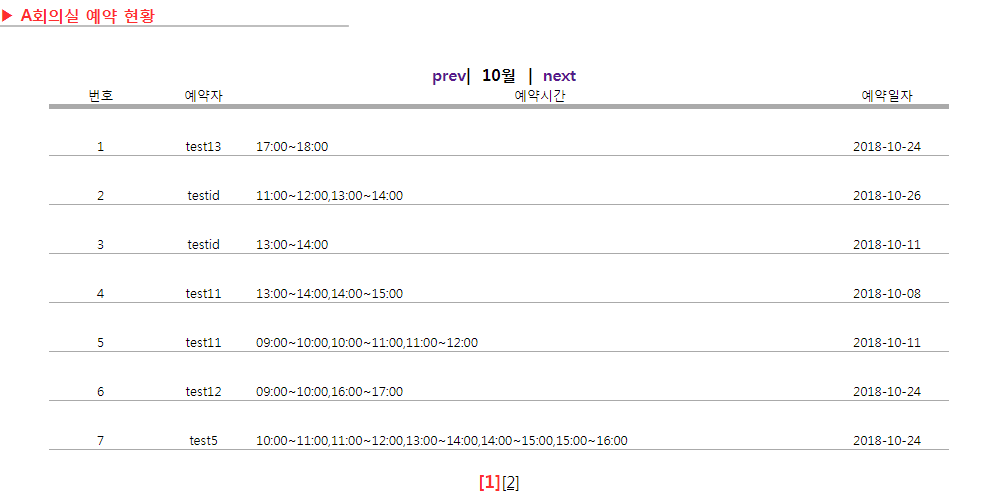 ▶ A회의실 예약 현황
prev| 10월 | next
번호 예약자 예약시간 예약일자
1 test13 17:00~18:00 2018-10-24
2 testid 11:00~12:00,13:00~14:00 2018-10-26
3 testid 13:00~14:00 2018-10-11
4 test11 13:00~14:00,14:00~15:00 2018-10-08
5 test11 09:00~10:00,10:00~11:00,11:00~12:00 2018-10-11
6 test12 09:00~10:00,16:00~17:00 2018-10-24
7 test5 10:00~11:00,11:00~12:00,13:00~14:00,14:00~15:00,15:00~16:00 2018-10-24
[1][2]